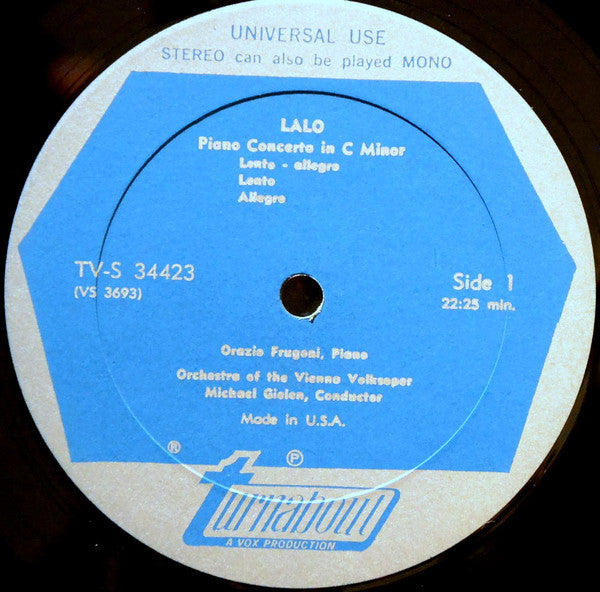 UNIVERSAL USE
STEREO can also be played MONO
LALO
Piano Concerto in C Minor
Lento - allegro
Lento
Allegro
TV-S 34423
(VS 3693)
Side 1
22:25 min.
Orazio Frugoni, Piano
Orchestra of the Vienna Volksoper
Michael Gielen, Conductor
Made in U.S.A.
® ℗
turnabout
A VOX PRODUCTION